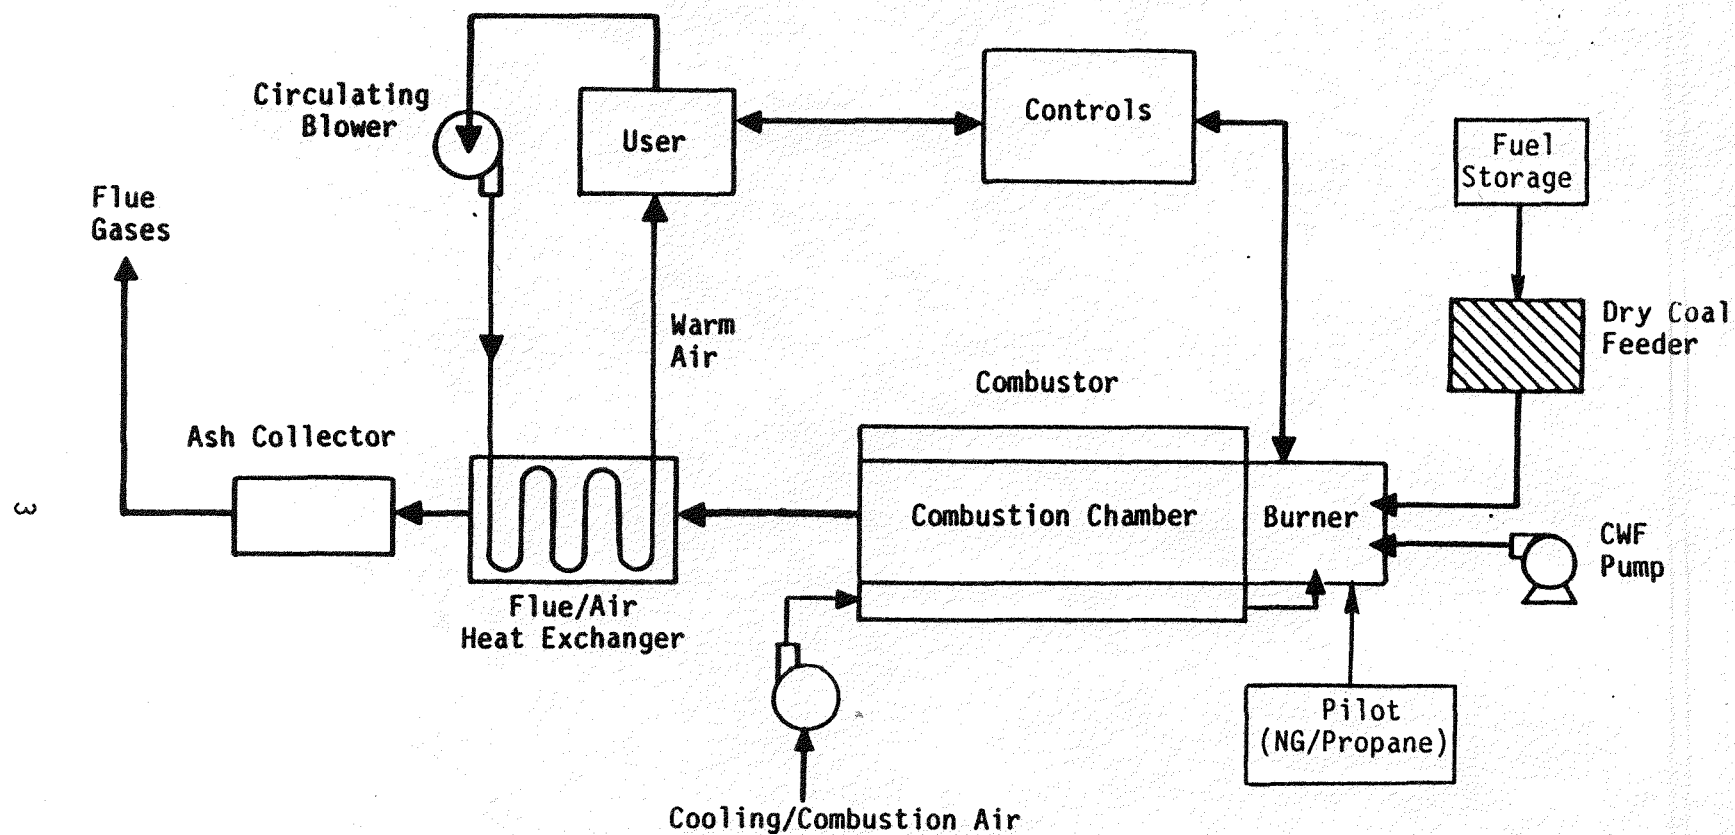 Circulating
Blower
User
Controls
Fuel
Storage
Flue
Gases
Warm
Air
Dry Coal
Feeder
Combustor
Ash Collector
Combustion Chamber
Burner
CWF
Pump
Flue/Air
Heat Exchanger
Pilot
(NG/Propane)
Cooling/Combustion Air
3